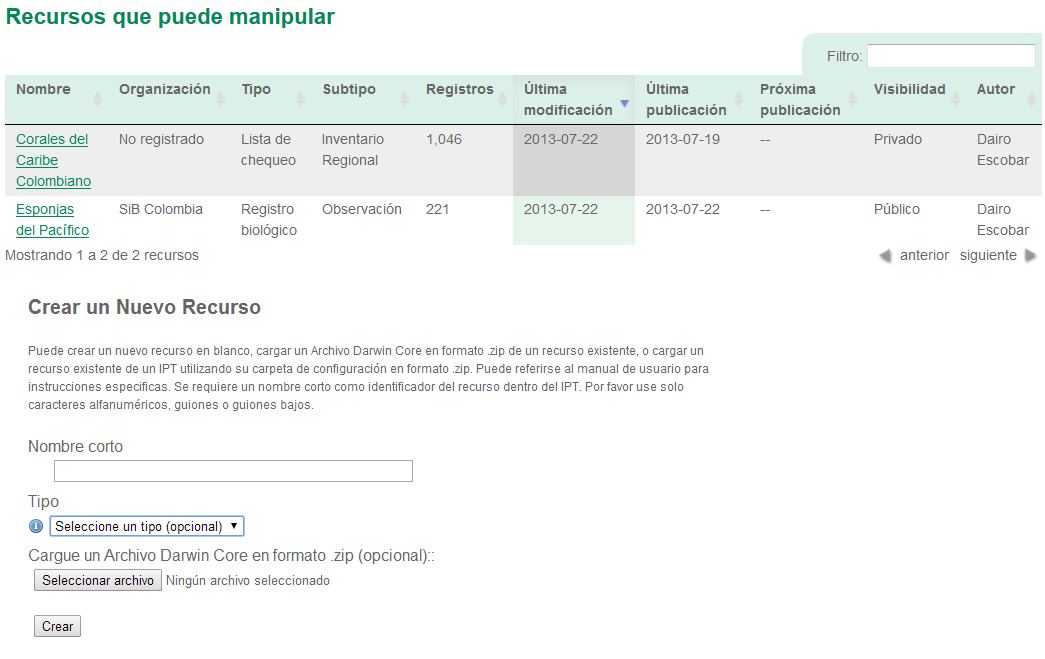 Recursos que puede manipular
Filtro:
Nombre Organización Tipo Subtipo Registros Última modificación Última publicación Próxima publicación Visibilidad Autor
Corales del Caribe Colombiano No registrado Lista de chequeo Inventario Regional 1,046 2013-07-22 2013-07-19 -- Privado Dairo Escobar
Esponjas del Pacífico SiB Colombia Registro biológico Observación 221 2013-07-22 2013-07-22 -- Público Dairo Escobar
Mostrando 1 a 2 de 2 recursos anterior siguiente
Crear un Nuevo Recurso
Puede crear un nuevo recurso en blanco, cargar un Archivo Darwin Core en formato .zip de un recurso existente, o cargar un
recurso existente de un IPT utilizando su carpeta de configuración en formato .zip. Puede referirse al manual de usuario para
instrucciones especificas. Se requiere un nombre corto como identificador del recurso dentro del IPT. Por favor use solo
caracteres alfanuméricos, guiones o guiones bajos.
Nombre corto
Tipo
Seleccione un tipo (opcional)
Cargue un Archivo Darwin Core en formato .zip (opcional)::
Seleccionar archivo Ningún archivo seleccionado
Crear